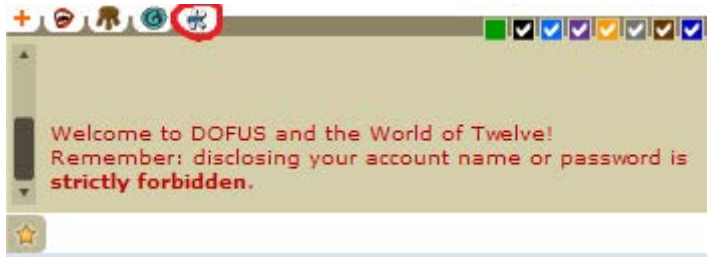 Welcome to DOFUS and the World of Twelve!
Remember: disclosing your account name or password is
strictly forbidden.